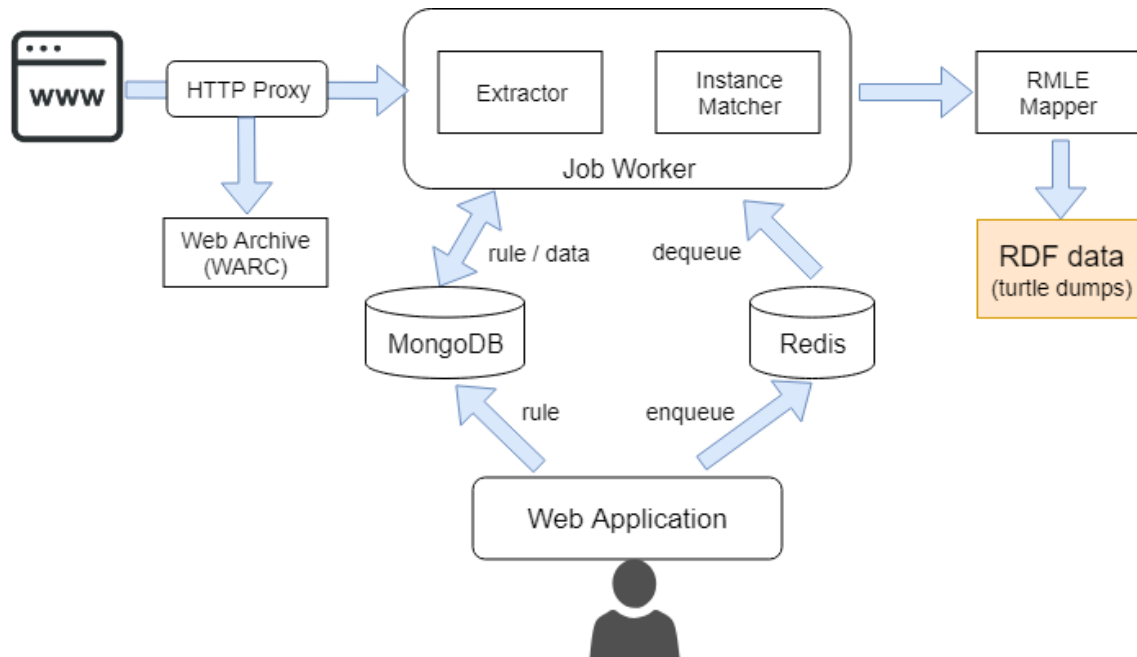 www
HTTP Proxy
Extractor
Instance
Matcher
Job Worker
RMLE
Mapper
Web Archive
(WARC)
rule / data
dequeue
RDF data
(turtle dumps)
MongoDB
Redis
rule
enqueue
Web Application